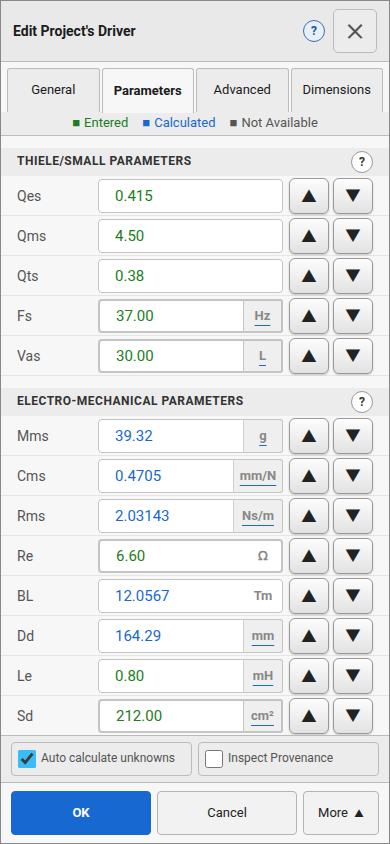 Edit Project's Driver ?
General Parameters Advanced Dimensions
Entered Calculated Not Available
THIELE/SMALL PARAMETERS ?
Qes 0.415
Qms 4.50
Qts 0.38
Fs 37.00 Hz
Vas 30.00 L
ELECTRO-MECHANICAL PARAMETERS ?
Mms 39.32 g
Cms 0.4705 mm/N
Rms 2.03143 Ns/m
Re 6.60 Ω
BL 12.0567 Tm
Dd 164.29 mm
Le 0.80 mH
Sd 212.00 cm²
Auto calculate unknowns Inspect Provenance
OK Cancel More ▲